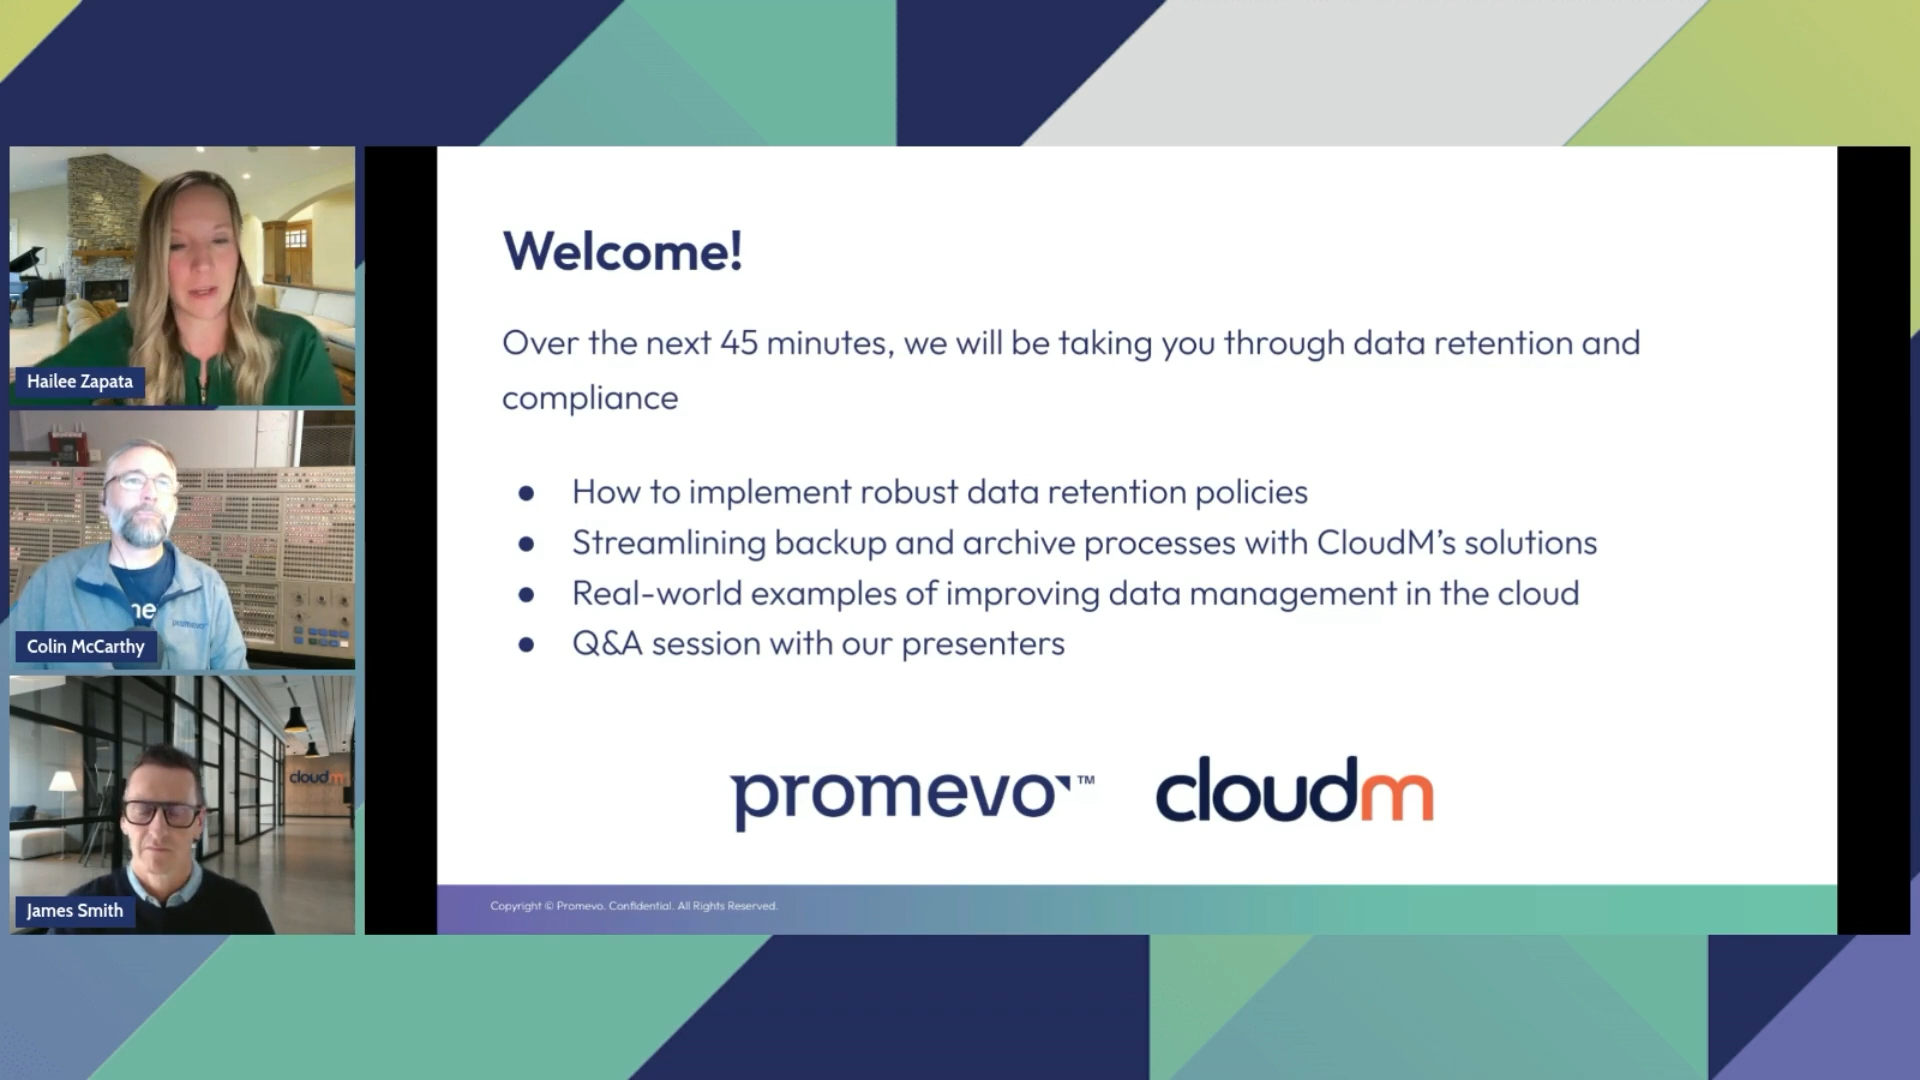 Hailee Zapata
ne
promevo
Colin McCarthy
cloudm
James Smith
Welcome!
Over the next 45 minutes, we will be taking you through data retention and
compliance
● How to implement robust data retention policies
● Streamlining backup and archive processes with CloudM’s solutions
● Real-world examples of improving data management in the cloud
● Q&A session with our presenters
promevo™
cloudm
Copyright © Promevo. Confidential. All Rights Reserved.